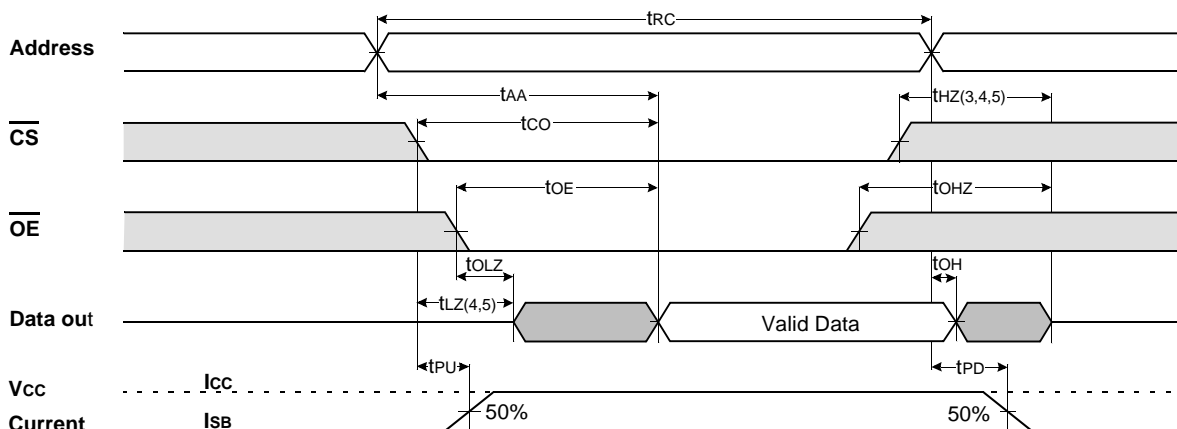 tRC
Address
tAA
tHZ(3,4,5)
CS
tCO
OE
tOE
tOHZ
tOLZ
tOH
tLZ(4,5)
Data out
Valid Data
tPU
tPD
VCC
ICC
50%
50%
Current
ISB